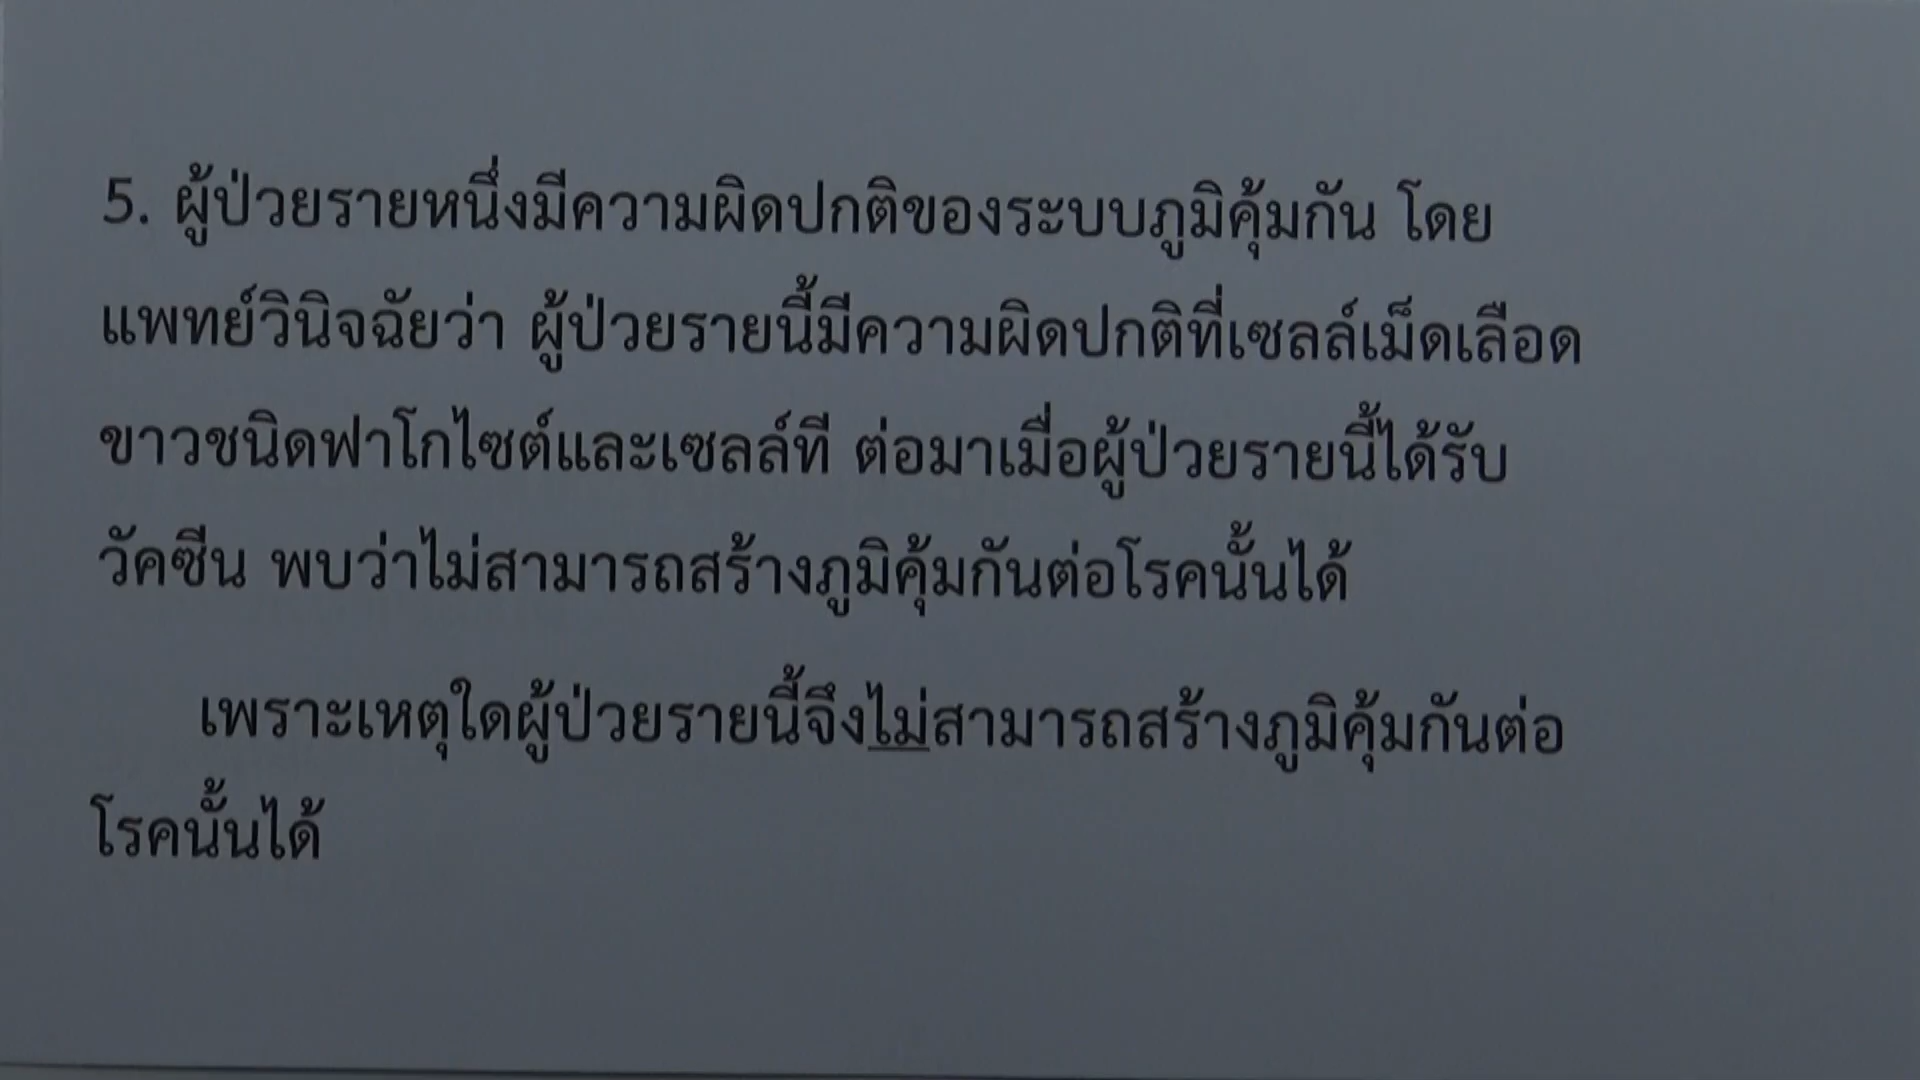 5. ผู้ป่วยรายหนึ่งมีความผิดปกติของระบบภูมิคุ้มกัน โดย
แพทย์วินิจฉัยว่า ผู้ป่วยรายนี้มีความผิดปกติที่เซลล์เม็ดเลือด
ขาวชนิดฟาโกไซต์และเซลล์ที ต่อมาเมื่อผู้ป่วยรายนี้ได้รับ
วัคซีน พบว่าไม่สามารถสร้างภูมิคุ้มกันต่อโรคนั้นได้
เพราะเหตุใดผู้ป่วยรายนี้จึงไม่สามารถสร้างภูมิคุ้มกันต่อ
โรคนั้นได้